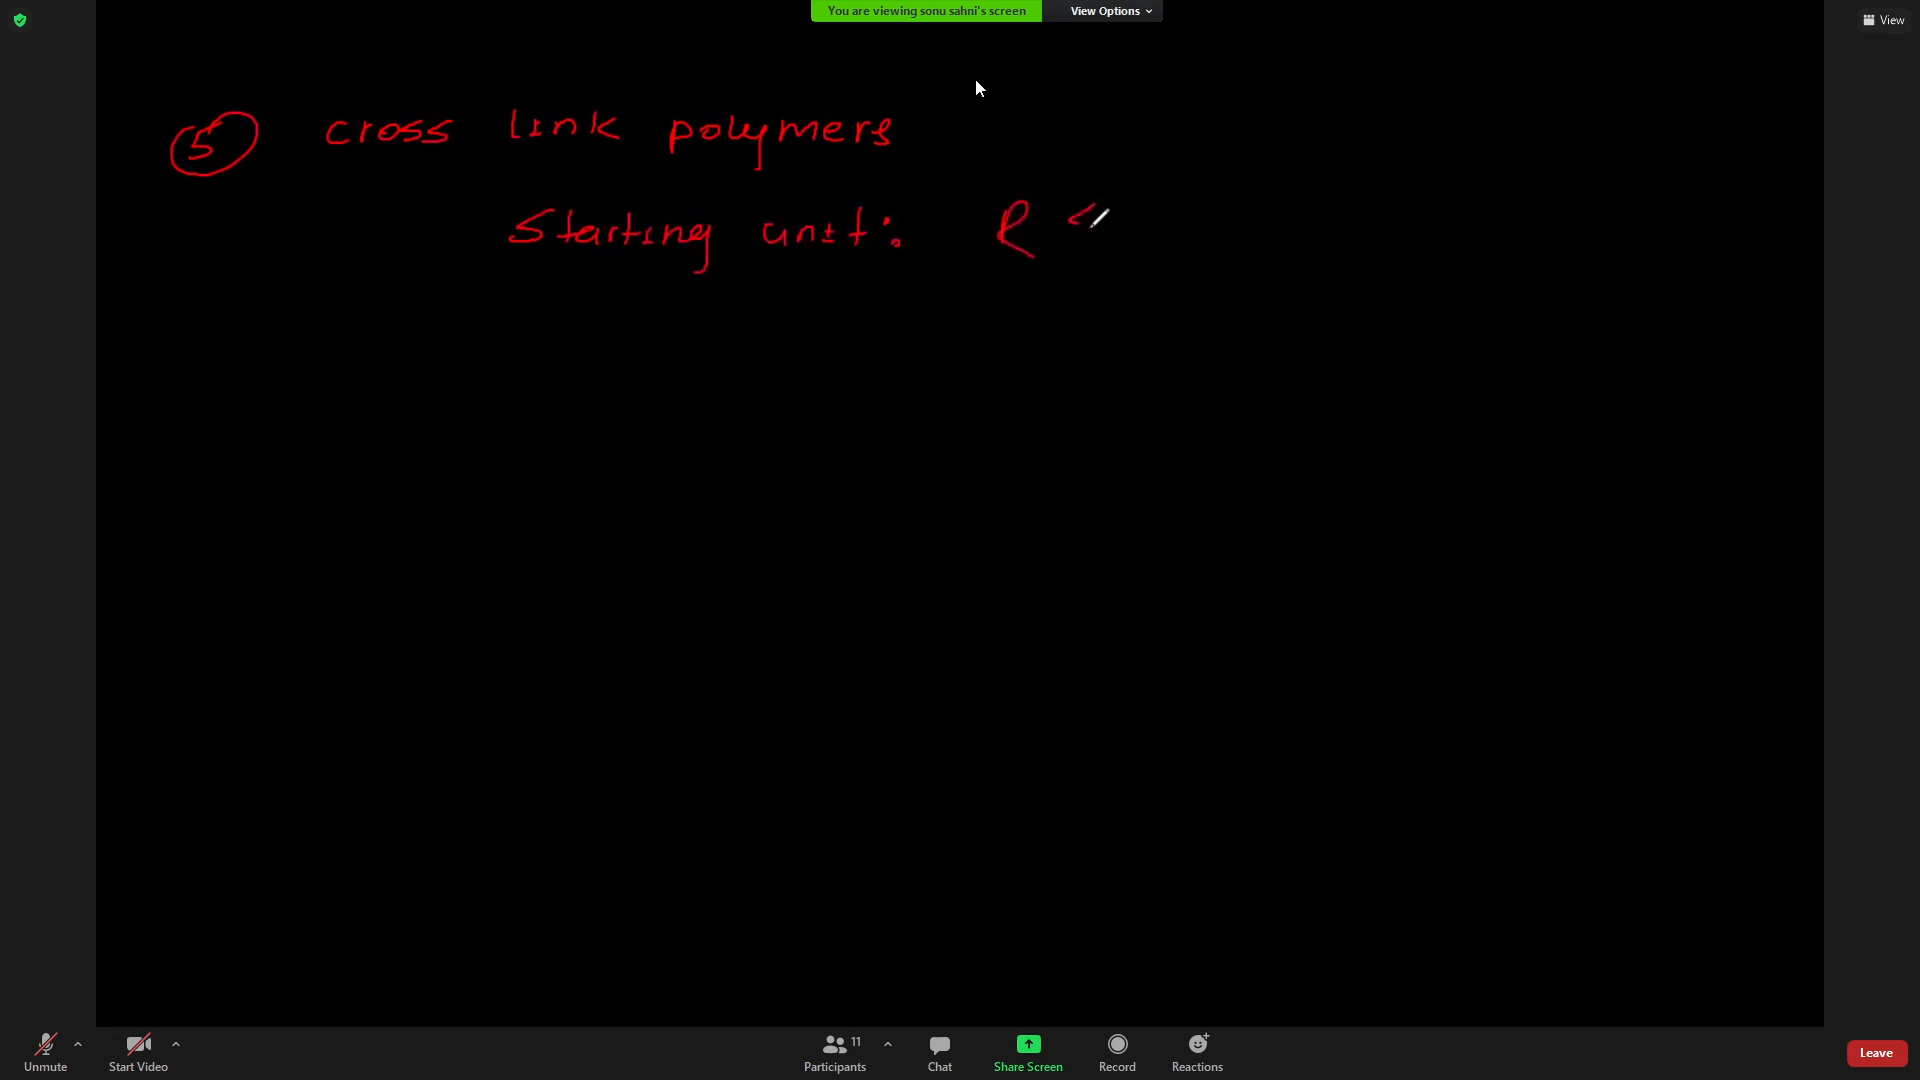 You are viewing sonu sahni's screen View Options
View
5 cross link polymers
Starting unit: R <
Unmute Start Video Participants 11 Chat Share Screen Record Reactions Leave